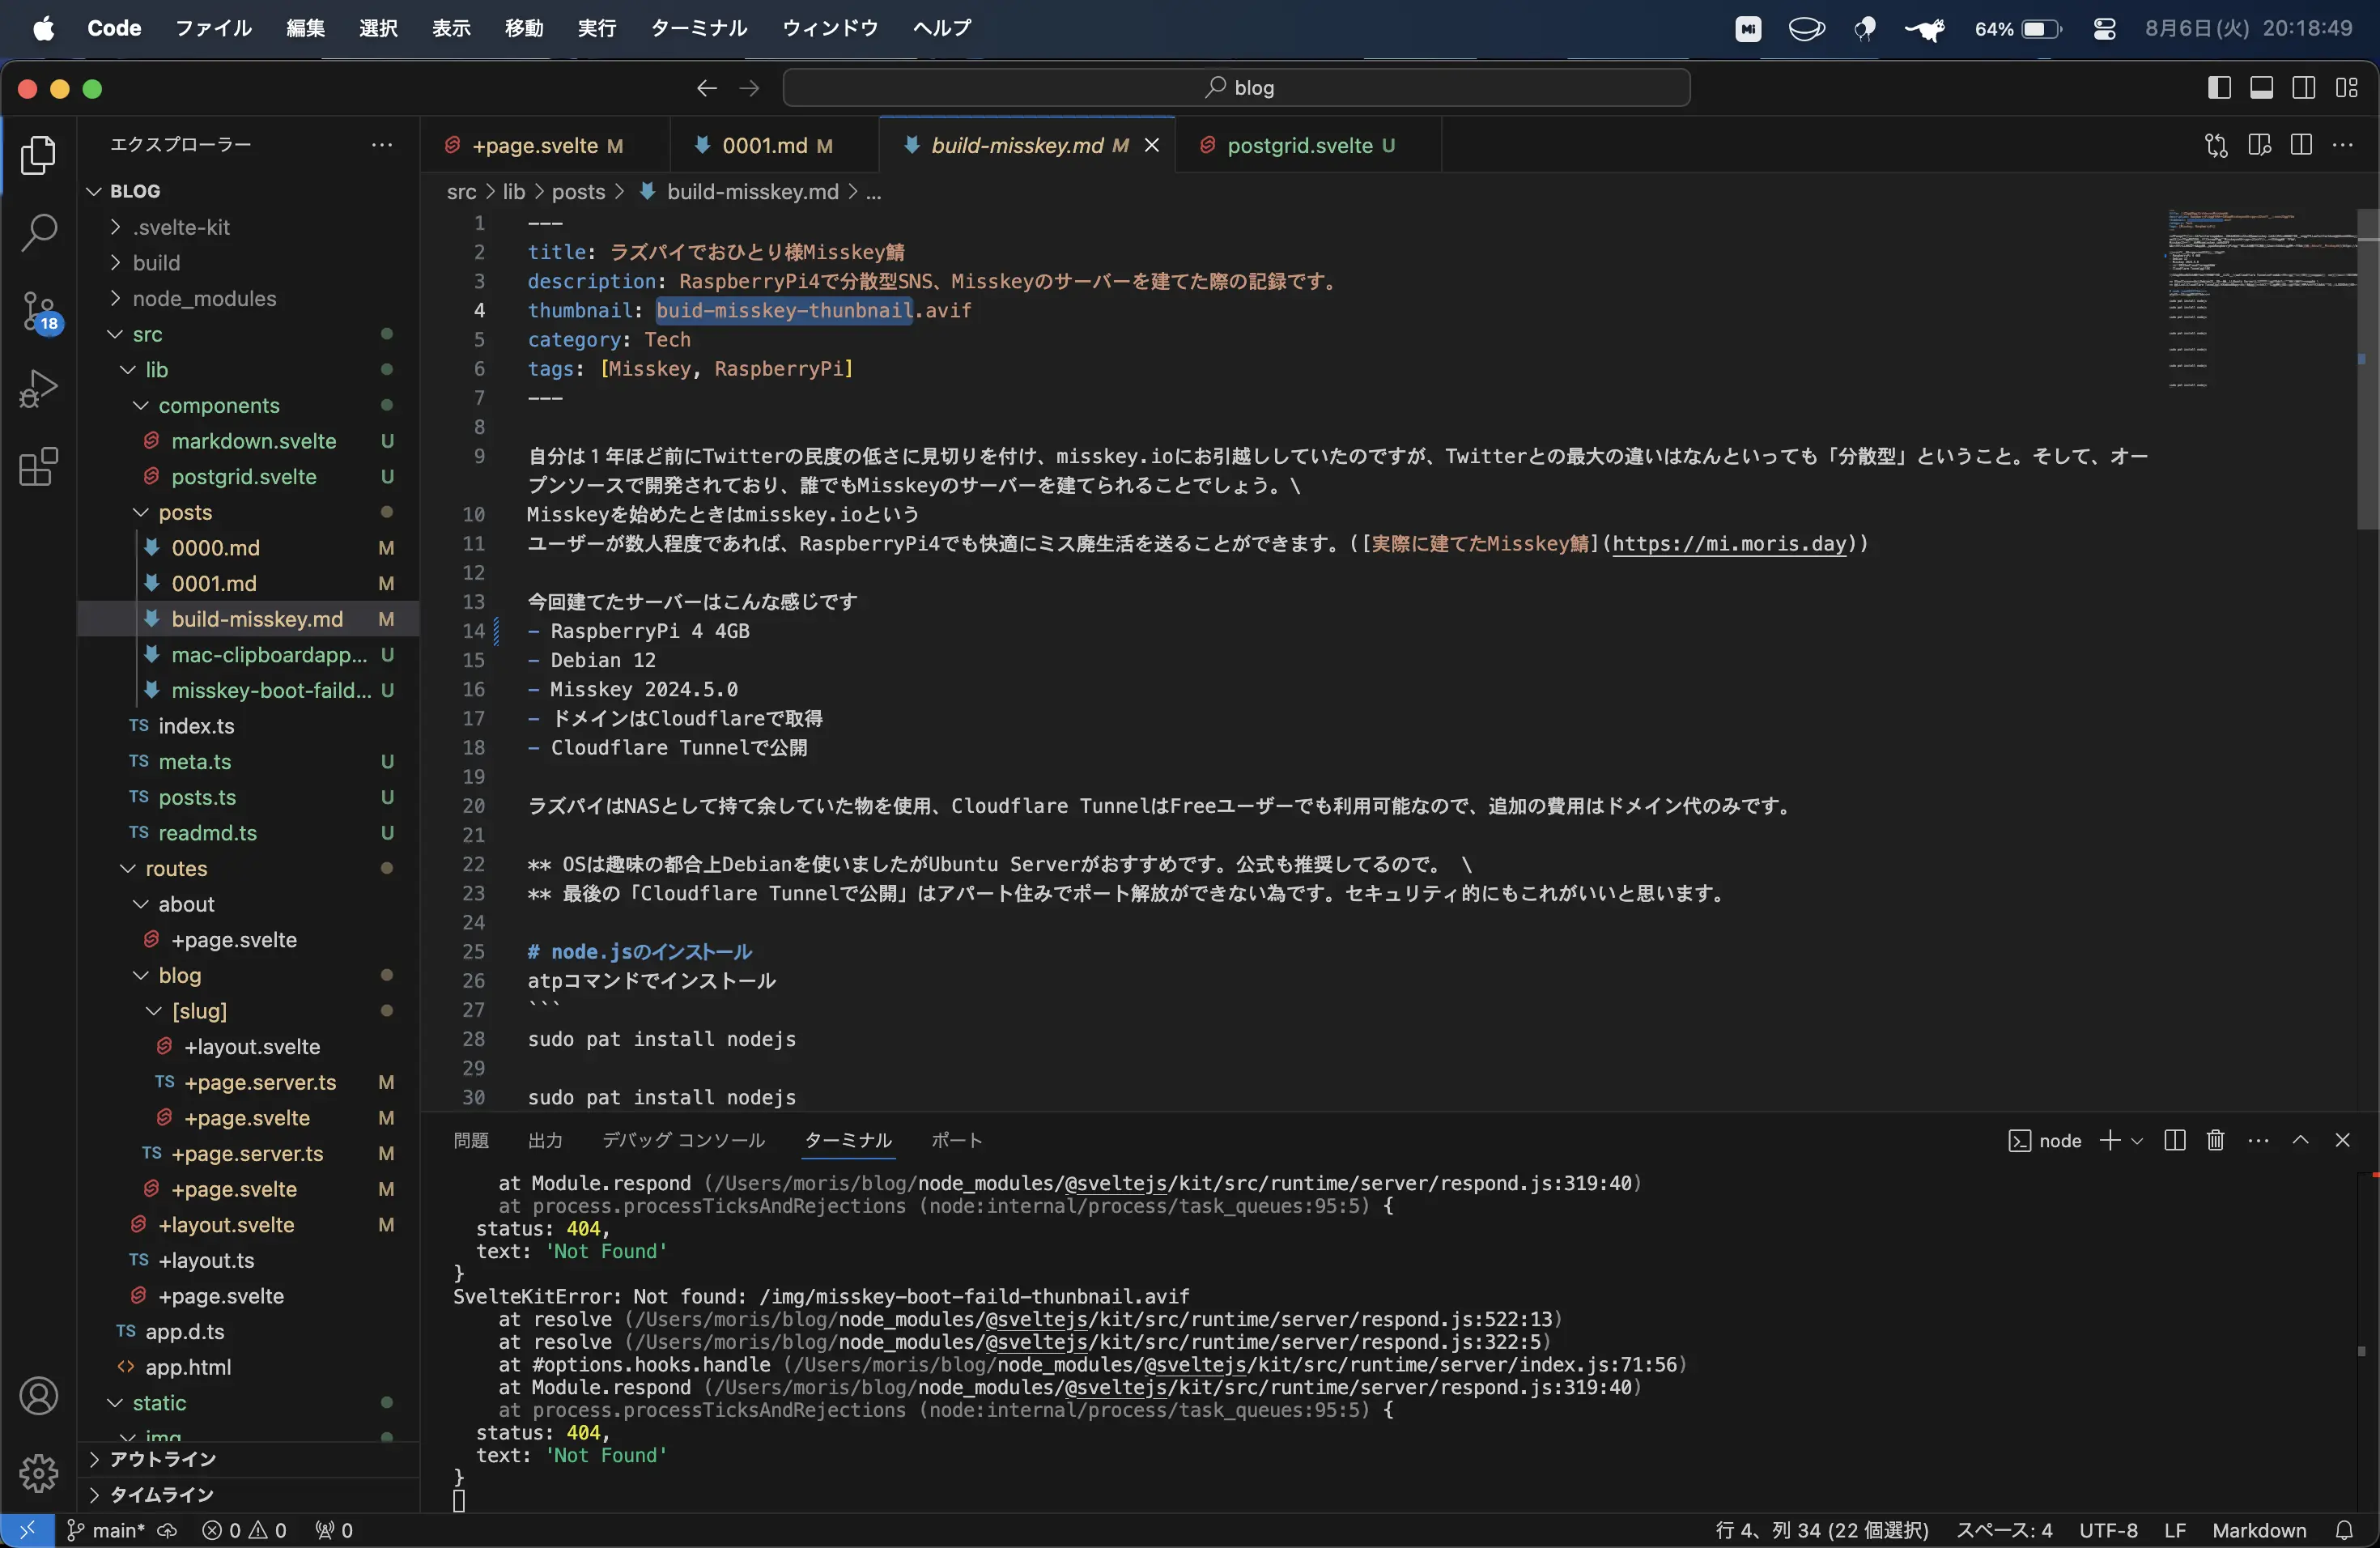 Code ファイル 編集 選択 表示 移動 実行 ターミナル ウィンドウ ヘルプ Mi 64% 8月6日(火) 20:18:49
blog
エクスプローラー
BLOG
.svelte-kit
build
node_modules
src
lib
components
markdown.svelte U
postgrid.svelte U
posts
0000.md M
0001.md M
build-misskey.md M
mac-clipboardapp... U
misskey-boot-faild... U
TS index.ts
TS meta.ts U
TS posts.ts U
TS readmd.ts U
routes
about
+page.svelte
blog
[slug]
+layout.svelte
TS +page.server.ts M
+page.svelte M
TS +page.server.ts M
+page.svelte M
+layout.svelte M
TS +layout.ts
+page.svelte
TS app.d.ts
<> app.html
static
img
アウトライン
タイムライン
18
+page.svelte M 0001.md M build-misskey.md M postgrid.svelte U
src > lib > posts > build-misskey.md > ...
1 ---
2 title: ラズパイでおひとり様Misskey鯖
3 description: RaspberryPi4で分散型SNS、Misskeyのサーバーを建てた際の記録です。
4 thumbnail: buid-misskey-thunbnail.avif
5 category: Tech
6 tags: [Misskey, RaspberryPi]
7 ---
8
9 自分は１年ほど前にTwitterの民度の低さに見切りを付け、misskey.ioにお引越ししていたのですが、Twitterとの最大の違いはなんといっても「分散型」ということ。そして、オー
プンソースで開発されており、誰でもMisskeyのサーバーを建てられることでしょう。\
10 Misskeyを始めたときはmisskey.ioという
11 ユーザーが数人程度であれば、RaspberryPi4でも快適にミス廃生活を送ることができます。([実際に建てたMisskey鯖](https://mi.moris.day))
12
13 今回建てたサーバーはこんな感じです
14 - RaspberryPi 4 4GB
15 - Debian 12
16 - Misskey 2024.5.0
17 - ドメインはCloudflareで取得
18 - Cloudflare Tunnelで公開
19
20 ラズパイはNASとして持て余していた物を使用、Cloudflare TunnelはFreeユーザーでも利用可能なので、追加の費用はドメイン代のみです。
21
22 ** OSは趣味の都合上Debianを使いましたがUbuntu Serverがおすすめです。公式も推奨してるので。 \
23 ** 最後の「Cloudflare Tunnelで公開」はアパート住みでポート解放ができない為です。セキュリティ的にもこれがいいと思います。
24
25 # node.jsのインストール
26 atpコマンドでインストール
27 ```
28 sudo pat install nodejs
29
30 sudo pat install nodejs
問題 出力 デバッグ コンソール ターミナル ポート node
at Module.respond (/Users/moris/blog/node_modules/@sveltejs/kit/src/runtime/server/respond.js:319:40)
at process.processTicksAndRejections (node:internal/process/task_queues:95:5) {
status: 404,
text: 'Not Found'
}
SvelteKitError: Not found: /img/misskey-boot-faild-thunbnail.avif
at resolve (/Users/moris/blog/node_modules/@sveltejs/kit/src/runtime/server/respond.js:522:13)
at resolve (/Users/moris/blog/node_modules/@sveltejs/kit/src/runtime/server/respond.js:322:5)
at #options.hooks.handle (/Users/moris/blog/node_modules/@sveltejs/kit/src/runtime/server/index.js:71:56)
at Module.respond (/Users/moris/blog/node_modules/@sveltejs/kit/src/runtime/server/respond.js:319:40)
at process.processTicksAndRejections (node:internal/process/task_queues:95:5) {
status: 404,
text: 'Not Found'
}
main* 0 0 0 行 4、列 34 (22 個選択) スペース: 4 UTF-8 LF Markdown